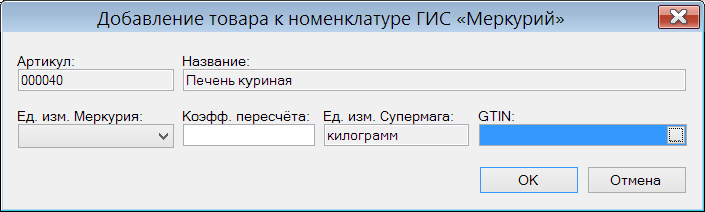 Добавление товара к номенклатуре ГИС «Меркурий»
Артикул: Название:
000040 Печень куриная
Ед. изм. Меркурия: Коэфф. пересчёта: Ед. изм. Супермага: GTIN:
килограмм ...
OK Отмена